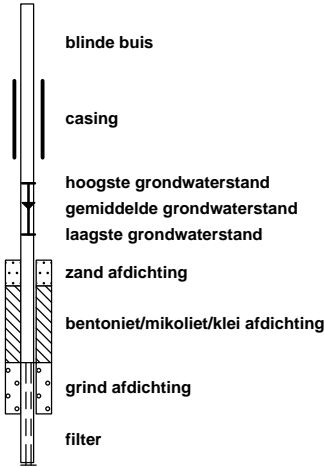 blinde buis
casing
hoogste grondwaterstand
gemiddelde grondwaterstand
laagste grondwaterstand
zand afdichting
bentoniet/mikoliet/klei afdichting
grind afdichting
filter